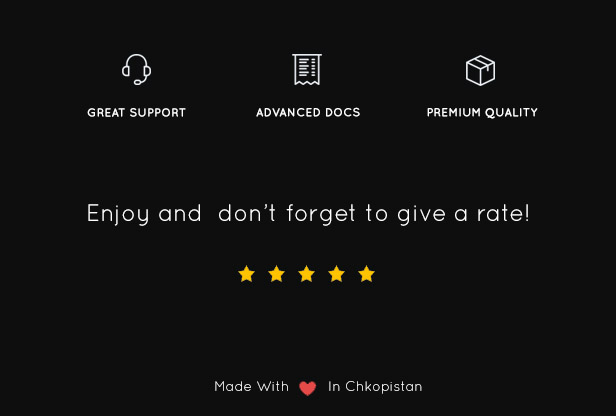 GREAT SUPPORT ADVANCED DOCS PREMIUM QUALITY
Enjoy and don't forget to give a rate!
Made With In Chkopistan